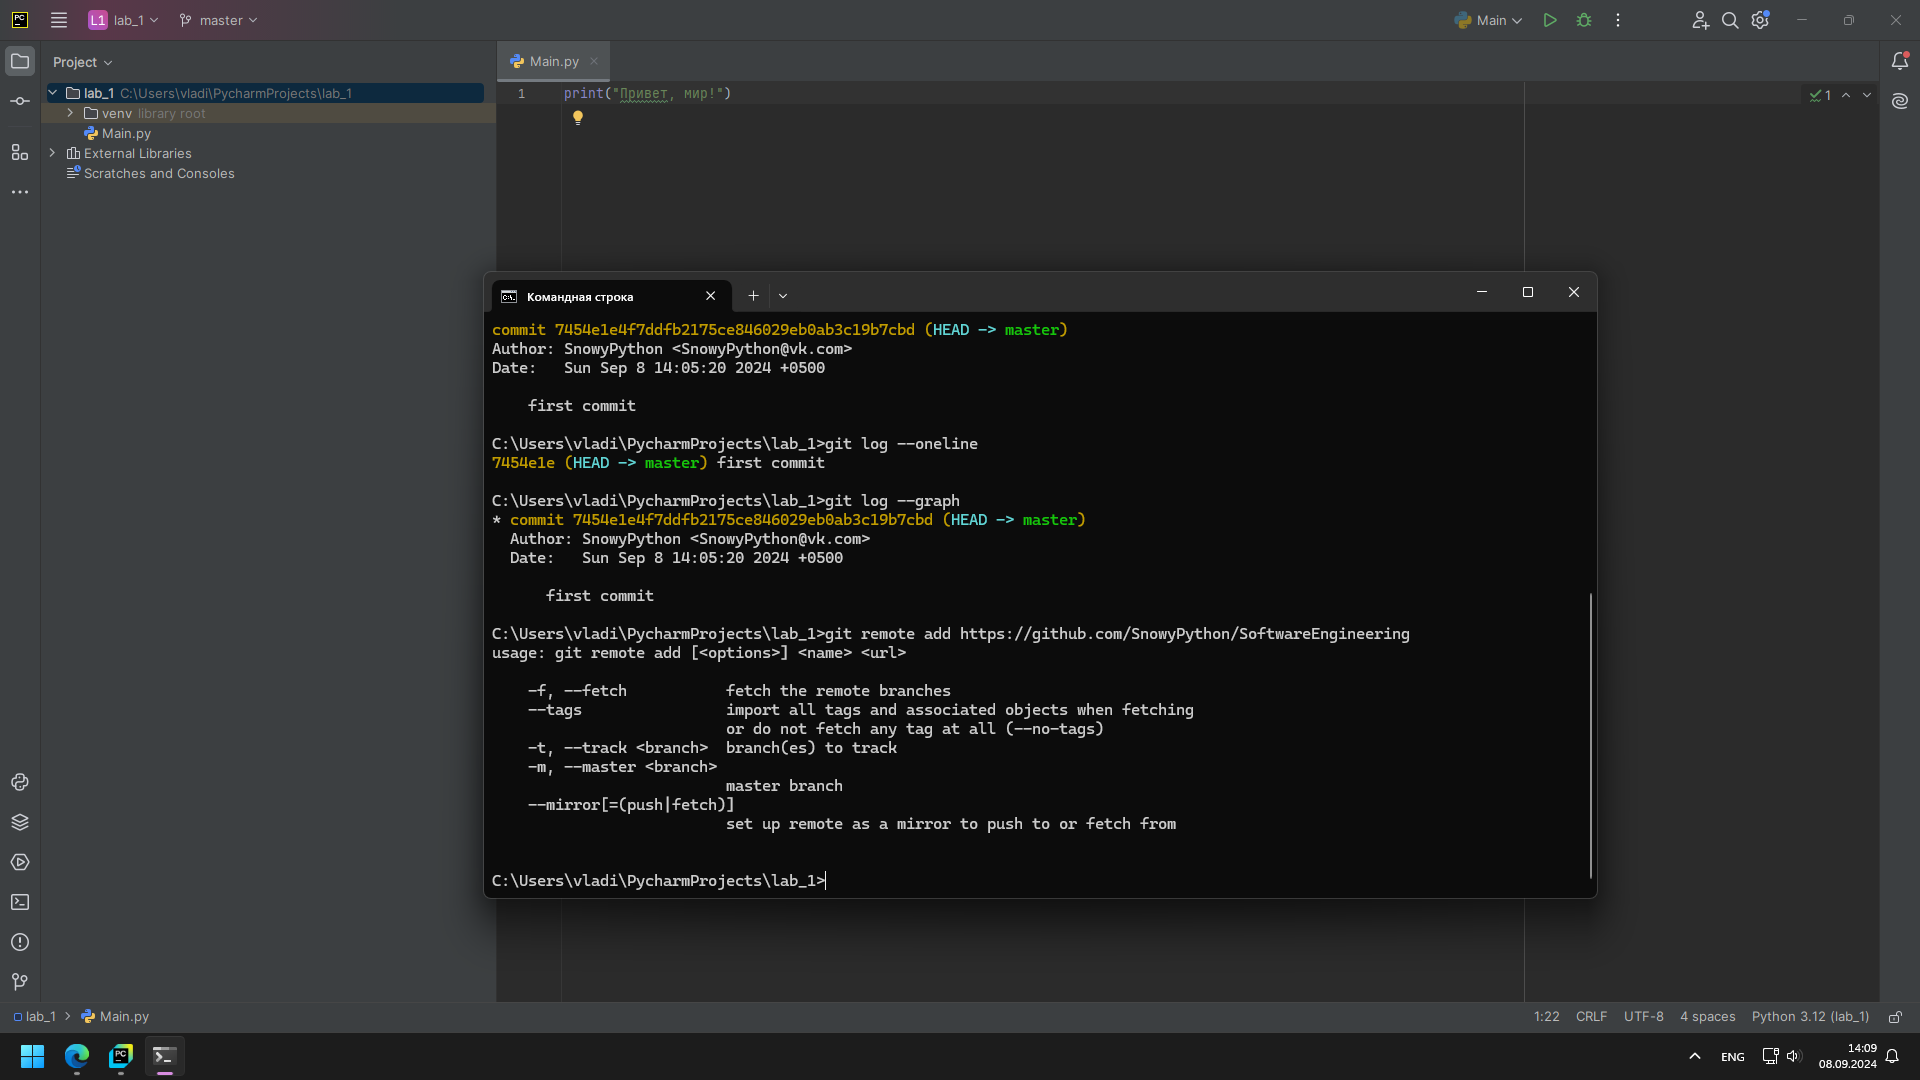 PC L1 lab_1 master Main
Project Main.py
lab_1 C:\Users\vladi\PycharmProjects\lab_1 1 print("Привет, мир!") 1
venv library root
Main.py
External Libraries
Scratches and Consoles
Командная строка
commit 7454e1e4f7ddfb2175ce846029eb0ab3c19b7cbd (HEAD -> master)
Author: SnowyPython <SnowyPython@vk.com>
Date:   Sun Sep 8 14:05:20 2024 +0500
first commit
C:\Users\vladi\PycharmProjects\lab_1>git log --oneline
7454e1e (HEAD -> master) first commit
C:\Users\vladi\PycharmProjects\lab_1>git log --graph
* commit 7454e1e4f7ddfb2175ce846029eb0ab3c19b7cbd (HEAD -> master)
Author: SnowyPython <SnowyPython@vk.com>
Date:   Sun Sep 8 14:05:20 2024 +0500
first commit
C:\Users\vladi\PycharmProjects\lab_1>git remote add https://github.com/SnowyPython/SoftwareEngineering
usage: git remote add [<options>] <name> <url>
-f, --fetch           fetch the remote branches
--tags                import all tags and associated objects when fetching
or do not fetch any tag at all (--no-tags)
-t, --track <branch>  branch(es) to track
-m, --master <branch>
master branch
--mirror[=(push|fetch)]
set up remote as a mirror to push to or fetch from
C:\Users\vladi\PycharmProjects\lab_1>
lab_1 > Main.py 1:22 CRLF UTF-8 4 spaces Python 3.12 (lab_1)
PC ENG 14:09
08.09.2024